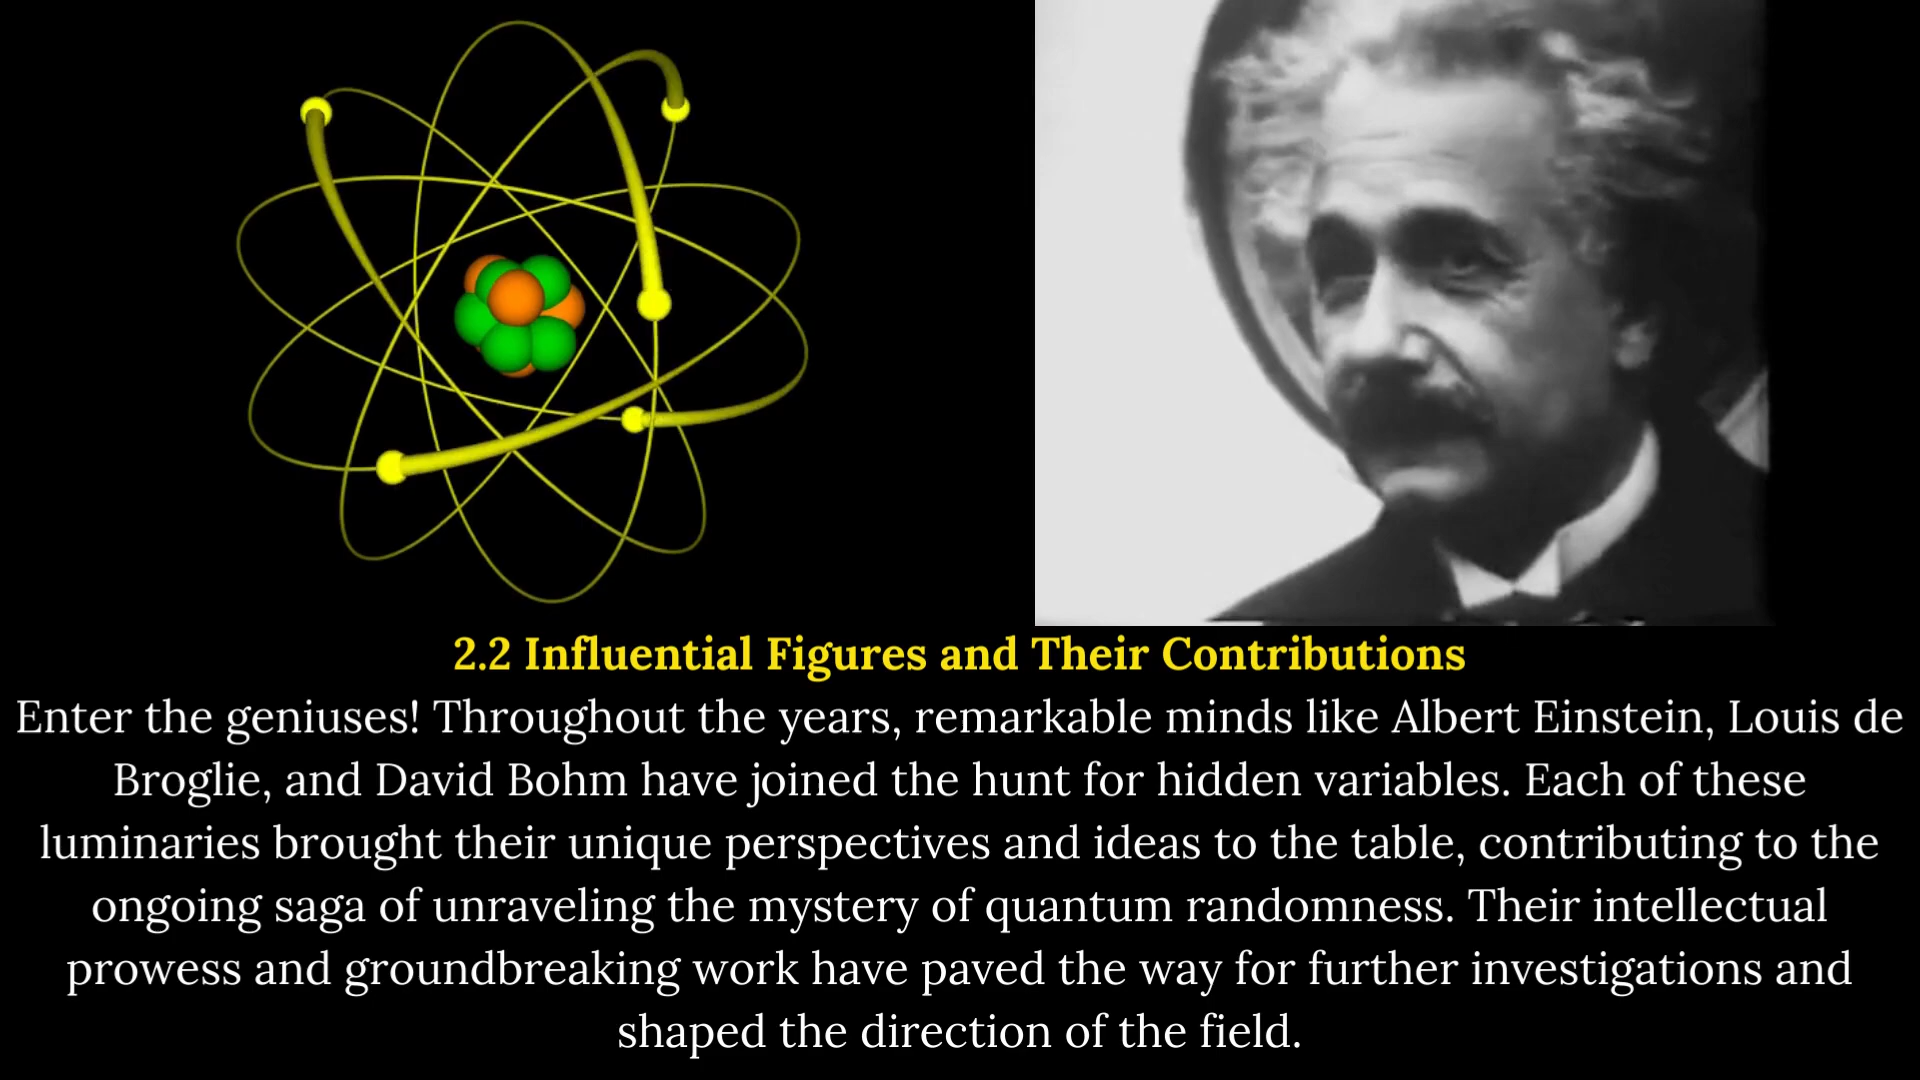 2.2 Influential Figures and Their Contributions
Enter the geniuses! Throughout the years, remarkable minds like Albert Einstein, Louis de
Broglie, and David Bohm have joined the hunt for hidden variables. Each of these
luminaries brought their unique perspectives and ideas to the table, contributing to the
ongoing saga of unraveling the mystery of quantum randomness. Their intellectual
prowess and groundbreaking work have paved the way for further investigations and
shaped the direction of the field.